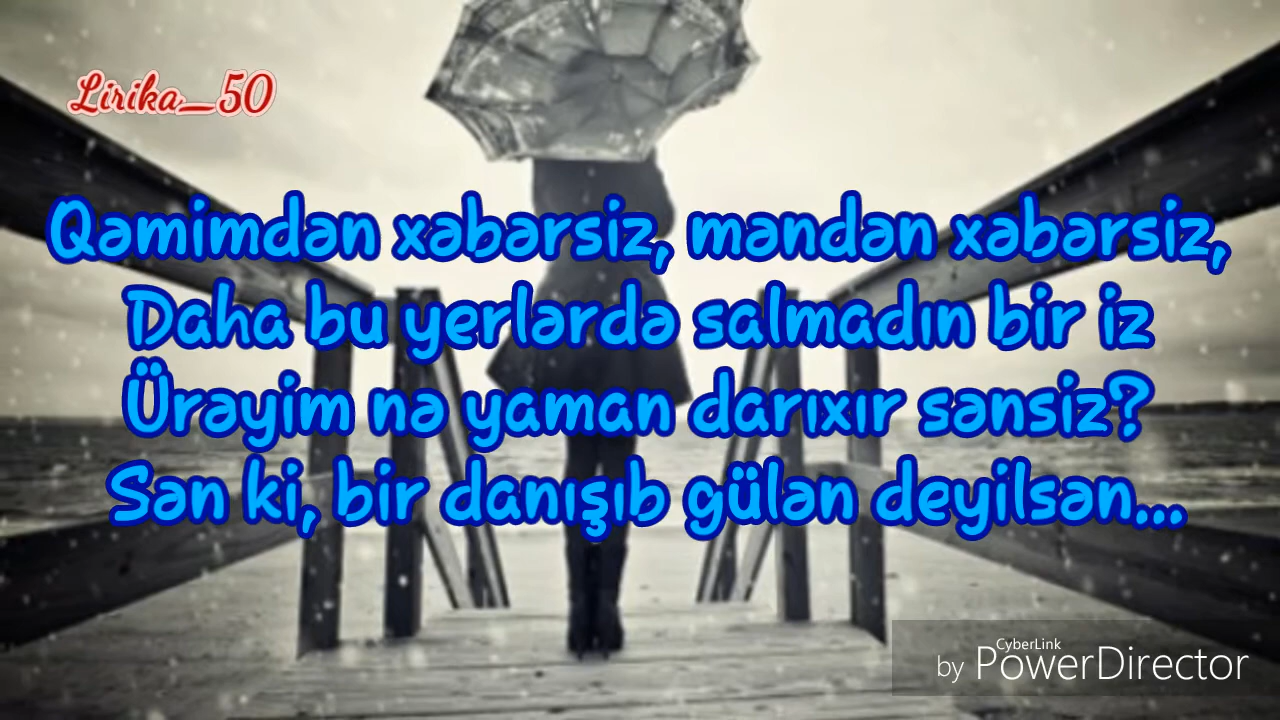 Lirika_50
Qəmimdən xəbərsiz, məndən xəbərsiz,
Daha bu yerlərdə salmadın bir iz
Ürəyim nə yaman darıxır sənsiz?
Sən ki, bir danışıb gülən deyilsən...
CyberLink
by PowerDirector